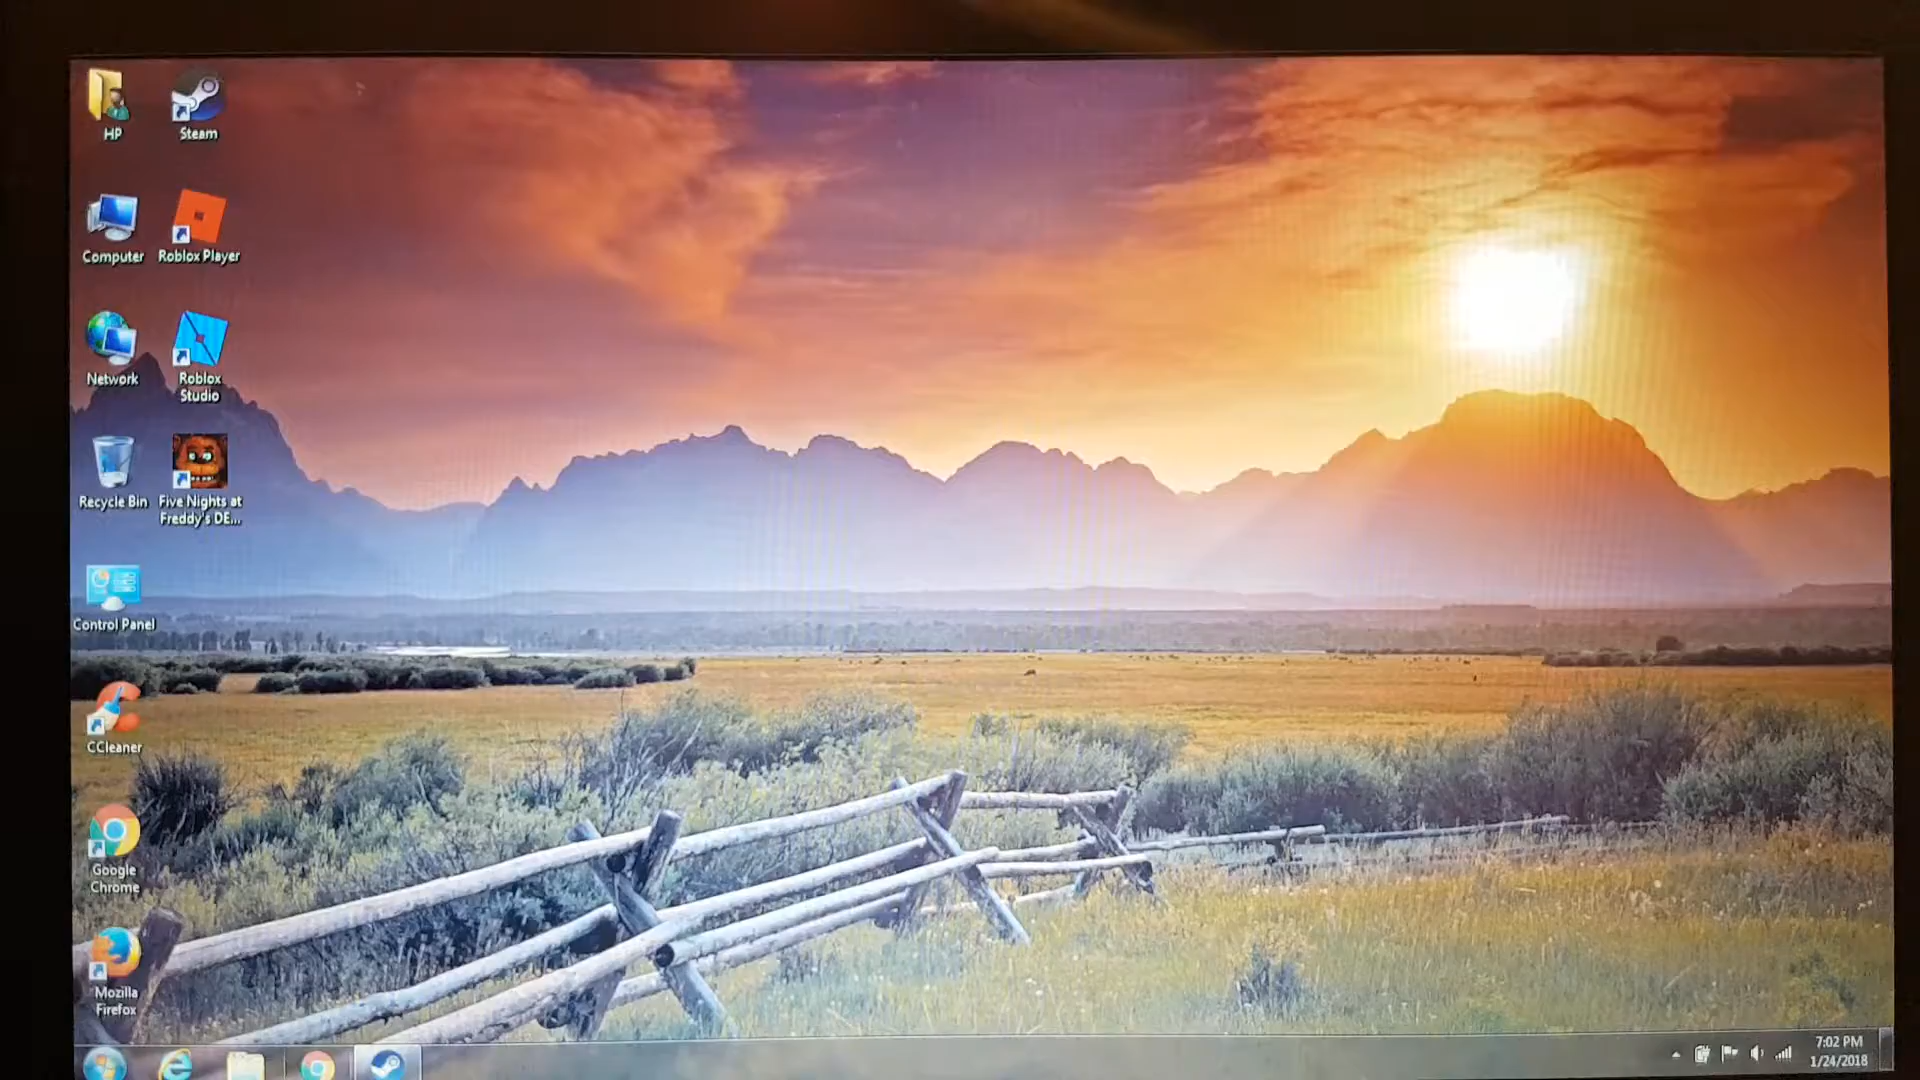 HP
Steam
Computer
Roblox Player
Network
Roblox
Studio
Recycle Bin
Five Nights at
Freddy's DE...
Control Panel
CCleaner
Google
Chrome
Mozilla
Firefox
7:02 PM
1/24/2018